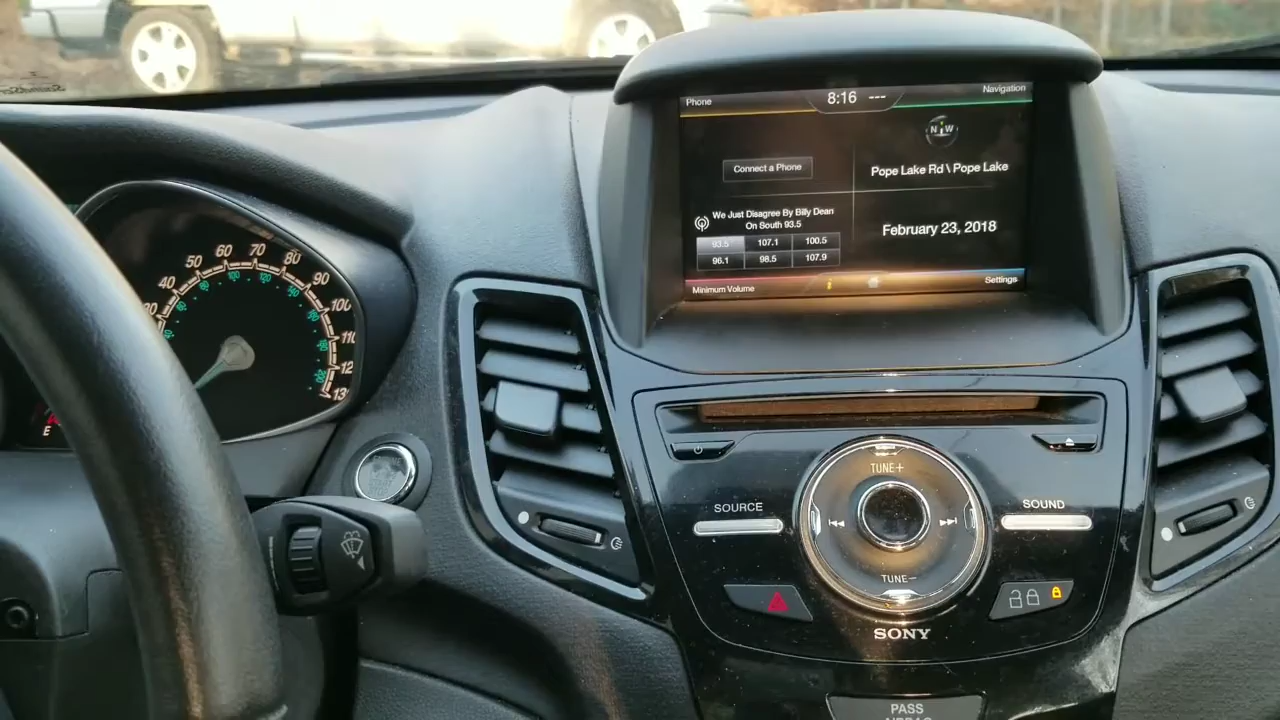 Phone
8:16 ---
Navigation
N W
Connect a Phone
Pope Lake Rd \ Pope Lake
We Just Disagree By Billy Dean
On South 93.5
February 23, 2018
93.5 107.1 100.5
96.1 98.5 107.9
Minimum Volume
Settings
40 50 60 70 80 90 100
E
TUNE+
SOURCE
SOUND
TUNE−
SONY
PASS